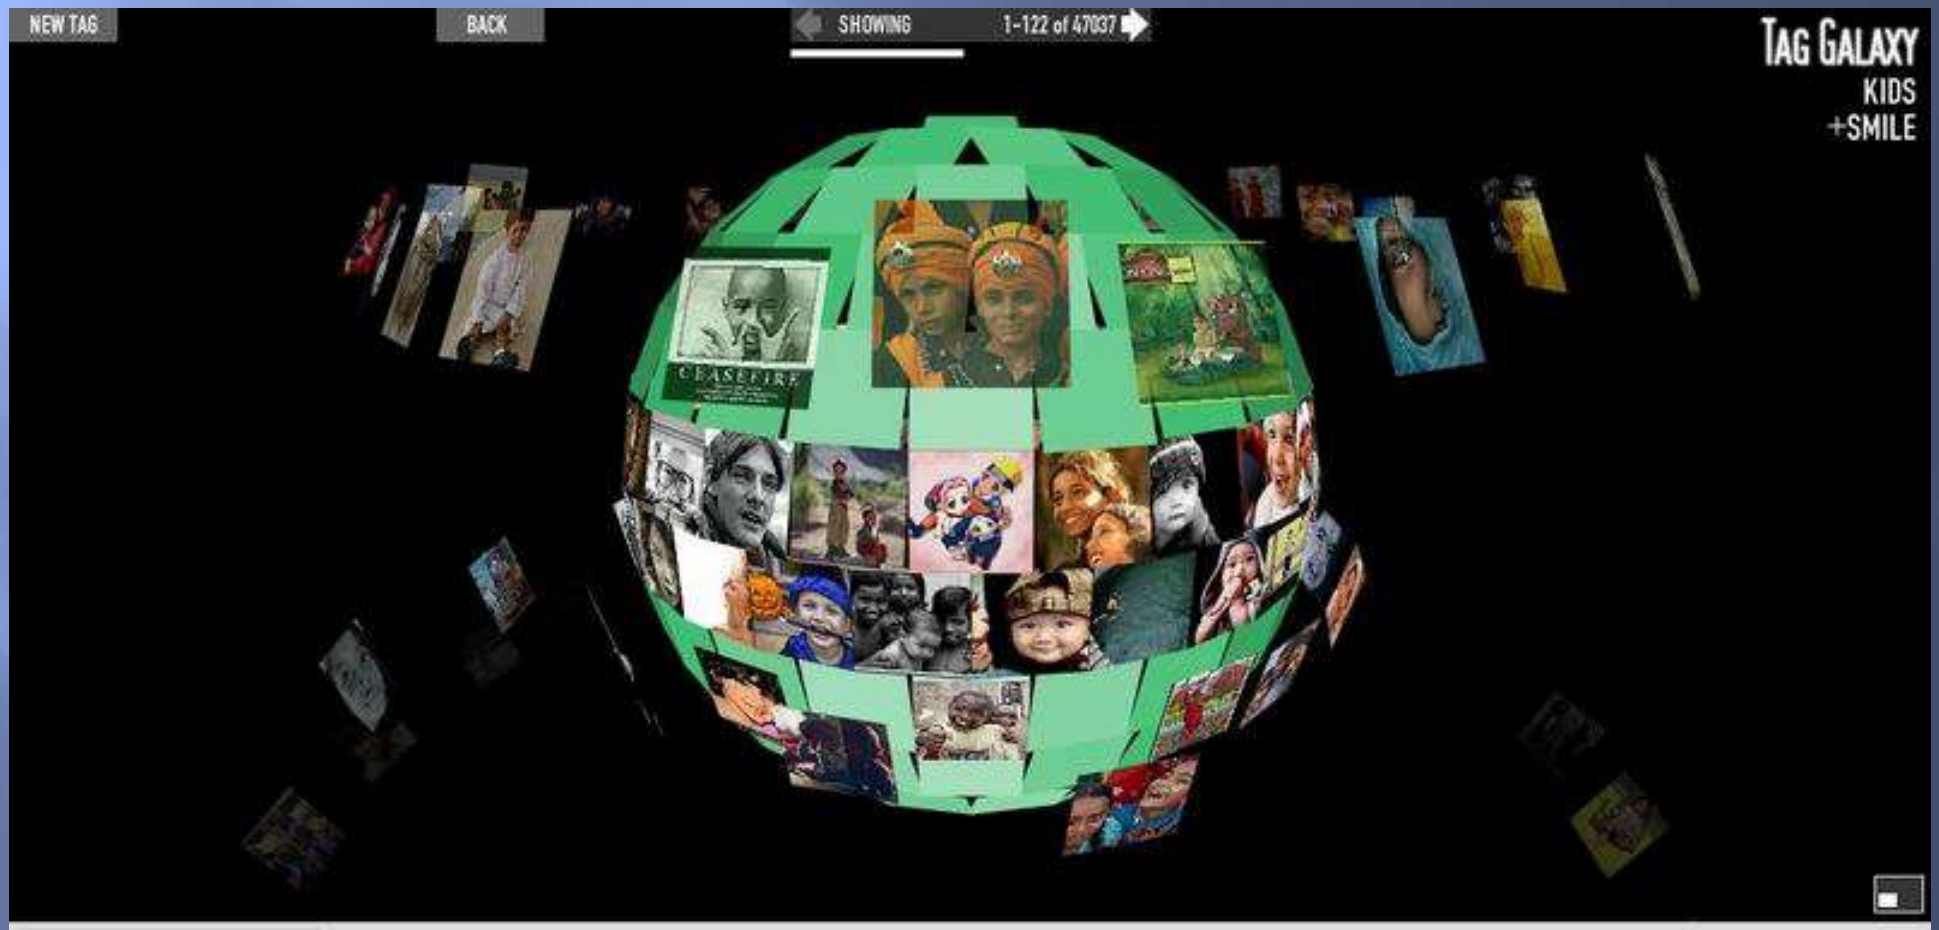 NEW TAG
BACK
SHOWING
1-122 of 47037
TAG GALAXY
KIDS
+SMILE
CEASEFIRE